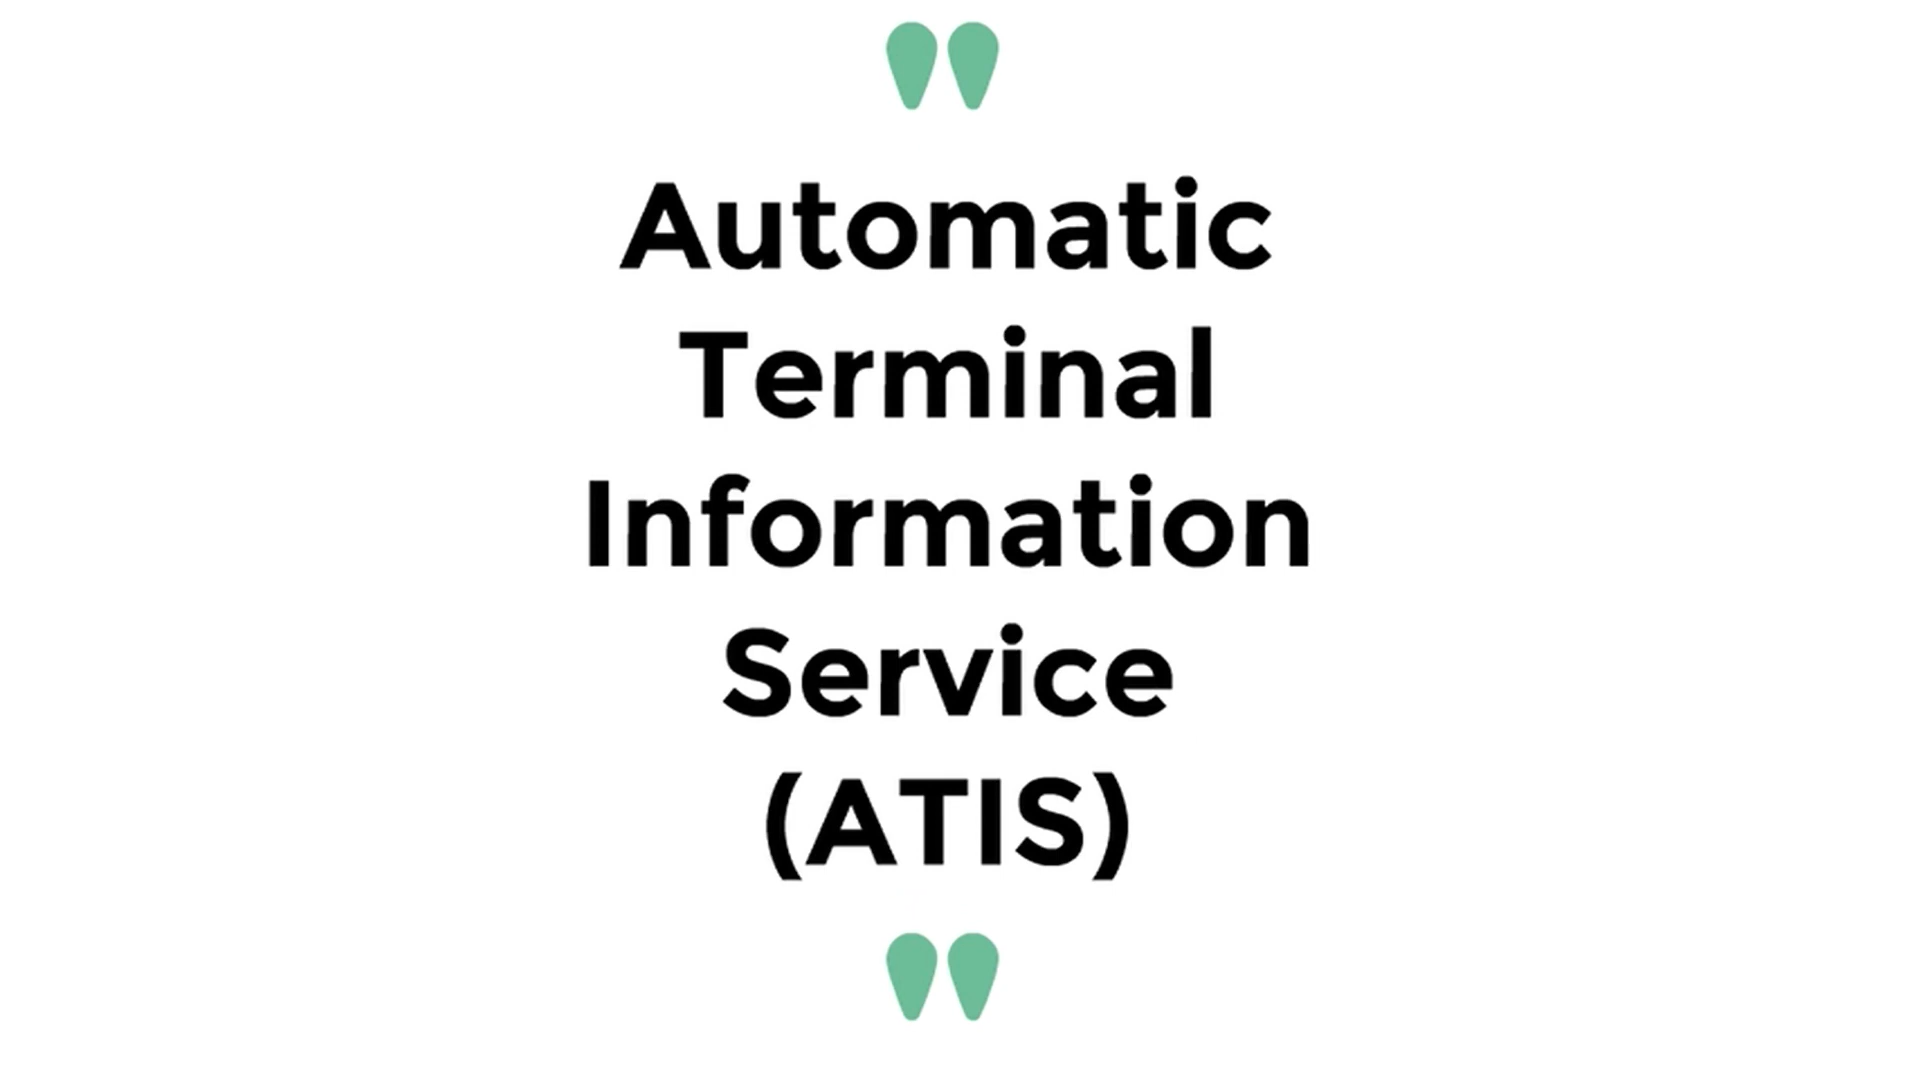 "
Automatic
Terminal
Information
Service
(ATIS)
"